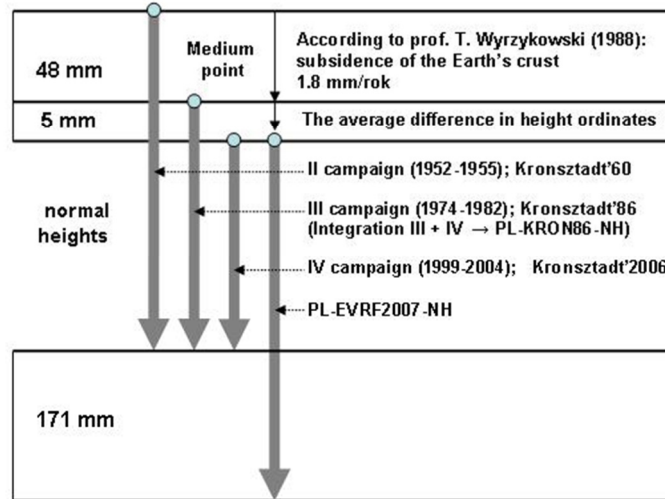 48 mm
Medium
point
According to prof. T. Wyrzykowski (1988):
subsidence of the Earth's crust
1.8 mm/rok
5 mm
The average difference in height ordinates
normal
heights
II campaign (1952-1955); Kronsztadt'60
III campaign (1974-1982); Kronsztadt'86
(Integration III + IV → PL-KRON86-NH)
IV campaign (1999-2004); Kronsztadt'2006
PL-EVRF2007-NH
171 mm